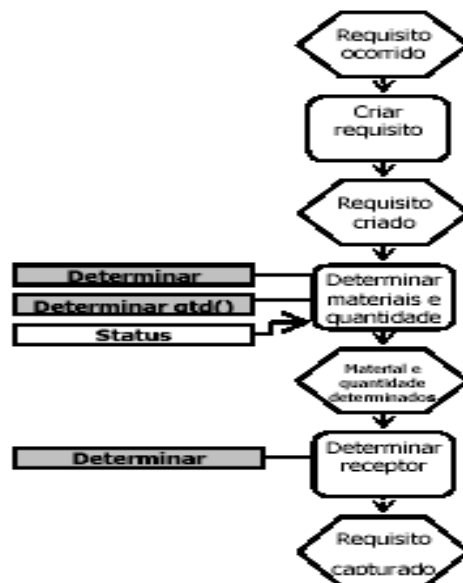 Requisito
ocorrido
Criar
requisito
Requisito
criado
Determinar
Determinar qtd()
Status
Determinar
materiais e
quantidade
Material e
quantidade
determinados
Determinar
Determinar
receptor
Requisito
capturado